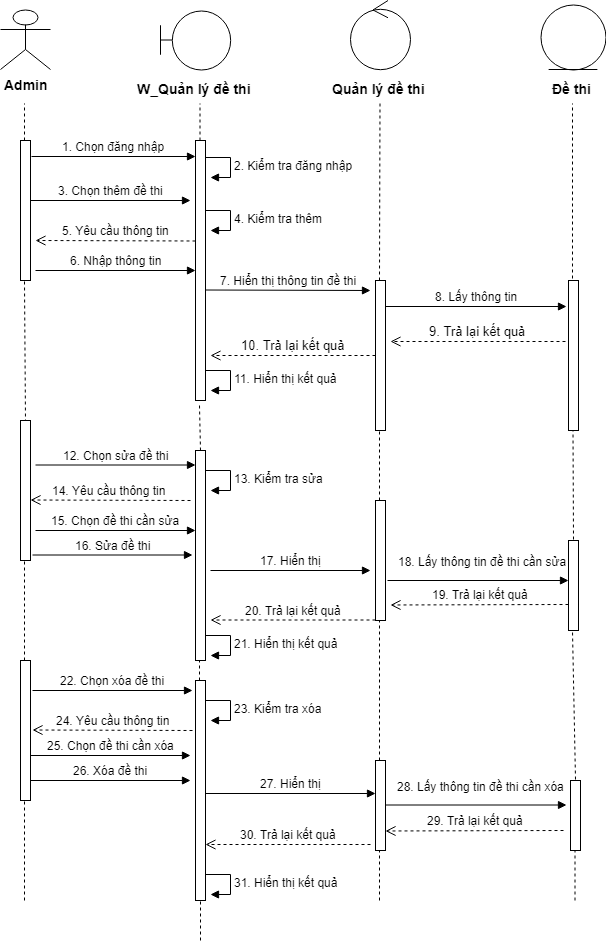 Admin
W_Quản lý đề thi
Quản lý đề thi
Đề thi
1. Chọn đăng nhập
2. Kiểm tra đăng nhập
3. Chọn thêm đề thi
4. Kiểm tra thêm
5. Yêu cầu thông tin
6. Nhập thông tin
7. Hiển thị thông tin đề thi
8. Lấy thông tin
9. Trả lại kết quả
10. Trả lại kết quả
11. Hiển thị kết quả
12. Chọn sửa đề thi
13. Kiểm tra sửa
14. Yêu cầu thông tin
15. Chọn đề thi cần sửa
16. Sửa đề thi
17. Hiển thị
18. Lấy thông tin đề thi cần sửa
19. Trả lại kết quả
20. Trả lại kết quả
21. Hiển thị kết quả
22. Chọn xóa đề thi
23. Kiểm tra xóa
24. Yêu cầu thông tin
25. Chọn đề thi cần xóa
26. Xóa đề thi
27. Hiển thị
28. Lấy thông tin đề thi cần xóa
29. Trả lại kết quả
30. Trả lại kết quả
31. Hiển thị kết quả